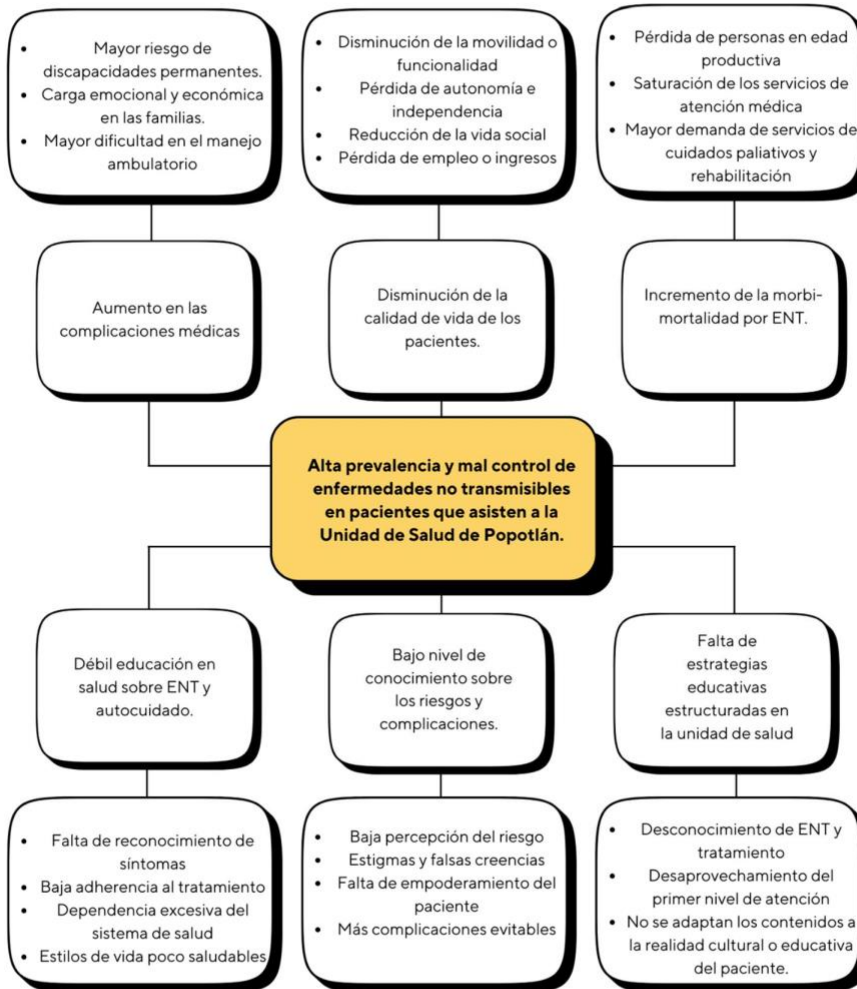 Mayor riesgo de
discapacidades permanentes.
Carga emocional y económica
en las familias.
Mayor dificultad en el manejo
ambulatorio
Disminución de la movilidad o
funcionalidad
Pérdida de autonomía e
independencia
Reducción de la vida social
Pérdida de empleo o ingresos
Pérdida de personas en edad
productiva
Saturación de los servicios de
atención médica
Mayor demanda de servicios de
cuidados paliativos y
rehabilitación
Aumento en las
complicaciones médicas
Disminución de la
calidad de vida de los
pacientes.
Incremento de la morbi-
mortalidad por ENT.
Alta prevalencia y mal control de
enfermedades no transmisibles
en pacientes que asisten a la
Unidad de Salud de Popotlán.
Débil educación en
salud sobre ENT y
autocuidado.
Bajo nivel de
conocimiento sobre
los riesgos y
complicaciones.
Falta de
estrategias
educativas
estructuradas en
la unidad de salud
Falta de reconocimiento de
síntomas
Baja adherencia al tratamiento
Dependencia excesiva del
sistema de salud
Estilos de vida poco saludables
Baja percepción del riesgo
Estigmas y falsas creencias
Falta de empoderamiento del
paciente
Más complicaciones evitables
Desconocimiento de ENT y
tratamiento
Desaprovechamiento del
primer nivel de atención
No se adaptan los contenidos a
la realidad cultural o educativa
del paciente.